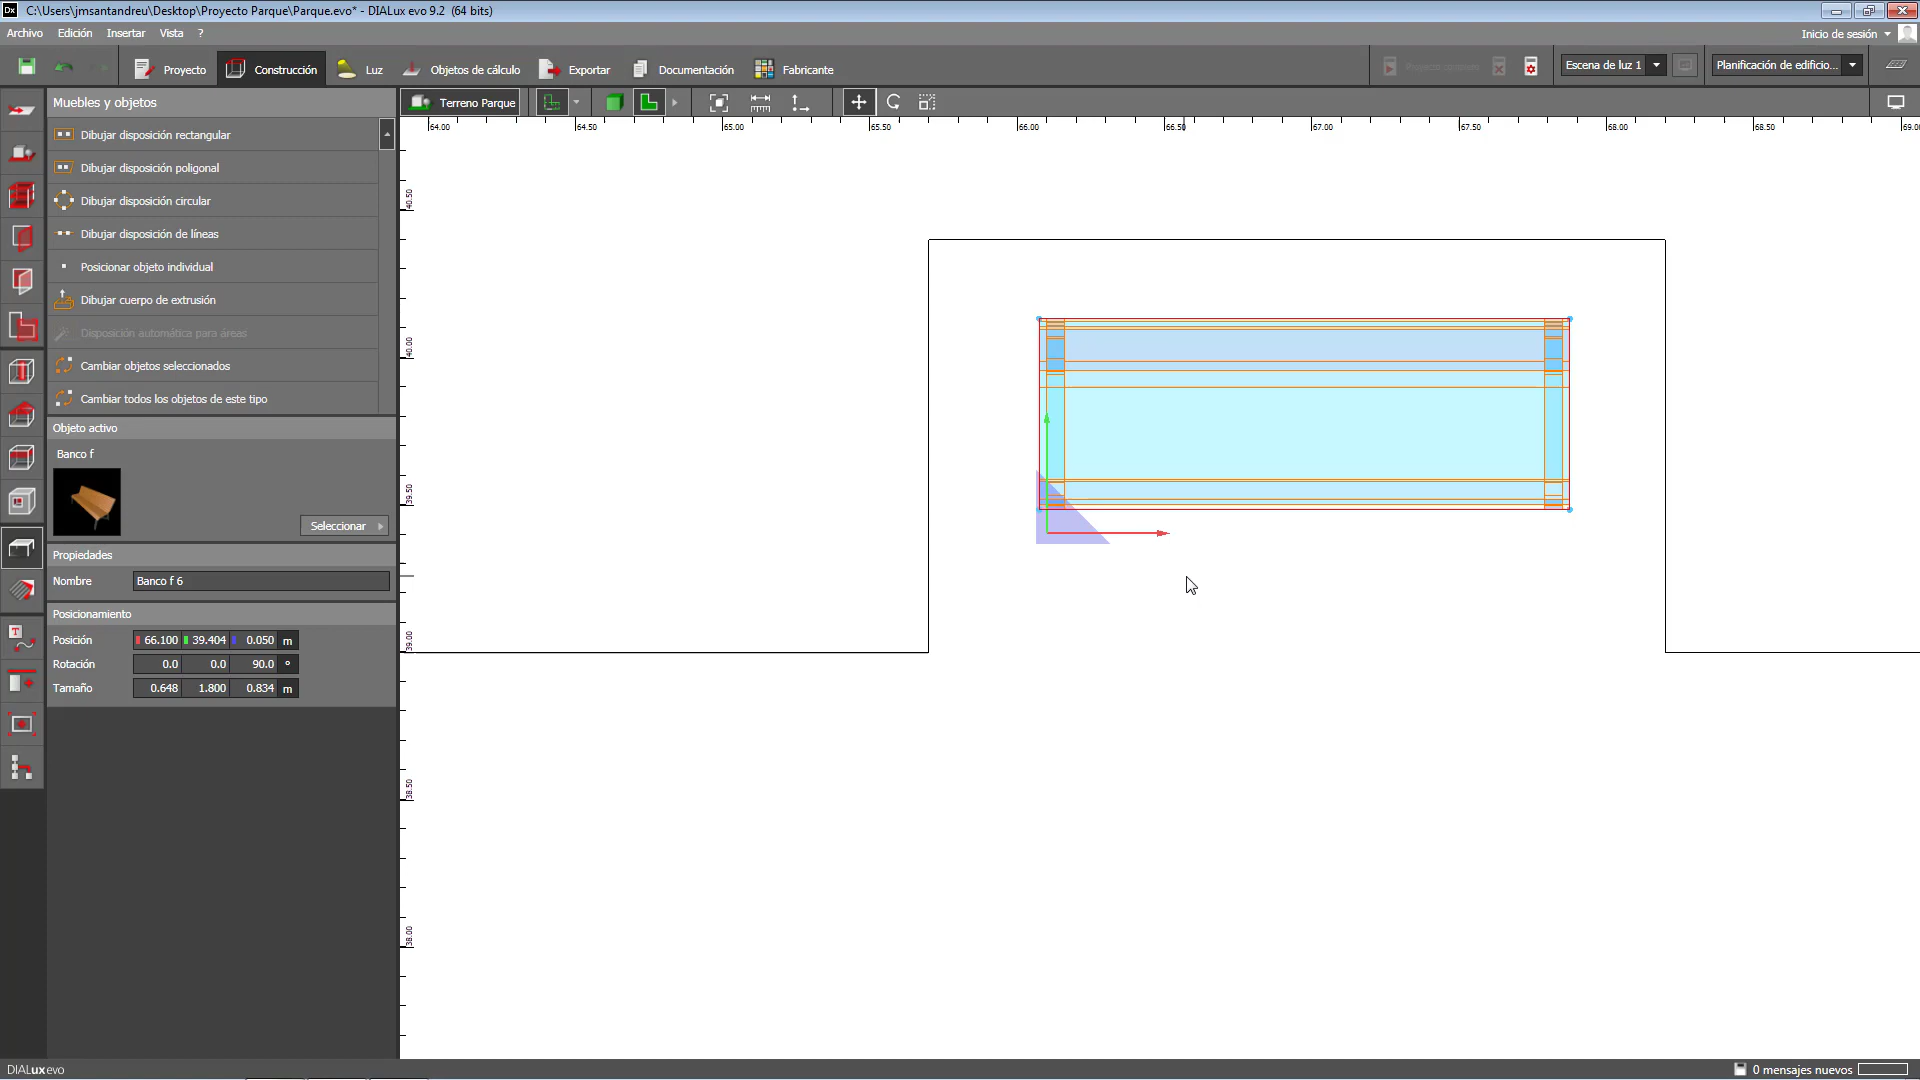 C:\Users\jmsantandreu\Desktop\Proyecto Parque\Parque.evo* - DIALux evo 9.2 (64 bits)
Archivo Edición Insertar Vista ? Inicio de sesión
Proyecto Construcción Luz Objetos de cálculo Exportar Documentación Fabricante Escena de luz 1 Planificación de edificio...
Muebles y objetos
Terreno Parque
64.00 64.50 65.00 65.50 66.00 66.50 67.00 67.50 68.00 68.50 69.0
Dibujar disposición rectangular
Dibujar disposición poligonal
Dibujar disposición circular
Dibujar disposición de líneas
Posicionar objeto individual
Dibujar cuerpo de extrusión
Disposición automática para áreas
Cambiar objetos seleccionados
Cambiar todos los objetos de este tipo
Objeto activo
Banco f
Seleccionar
Propiedades
Nombre Banco f 6
Posicionamiento
Posición 66.100 39.404 0.050 m
Rotación 0.0 0.0 90.0 °
Tamaño 0.648 1.800 0.834 m
40.50
40.00
39.50
39.00
38.50
38.00
DIALux evo
0 mensajes nuevos